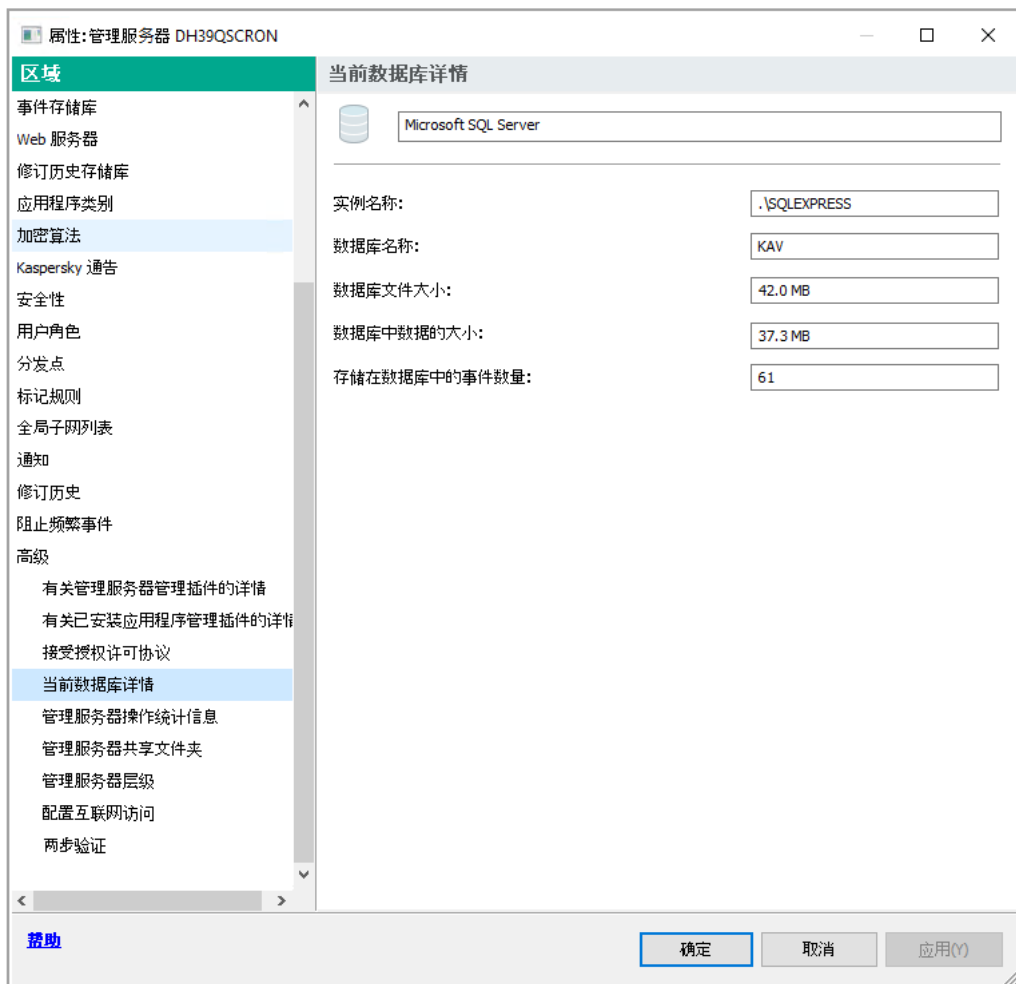 属性:管理服务器 DH39QSCRON
区域
事件存储库
Web 服务器
修订历史存储库
应用程序类别
加密算法
Kaspersky 通告
安全性
用户角色
分发点
标记规则
全局子网列表
通知
修订历史
阻止频繁事件
高级
有关管理服务器管理插件的详情
有关已安装应用程序管理插件的详情
接受授权许可协议
当前数据库详情
管理服务器操作统计信息
管理服务器共享文件夹
管理服务器层级
配置互联网访问
两步验证
当前数据库详情
Microsoft SQL Server
实例名称: .\SQLEXPRESS
数据库名称: KAV
数据库文件大小: 42.0 MB
数据库中数据的大小: 37.3 MB
存储在数据库中的事件数量: 61
帮助
确定 取消 应用(Y)